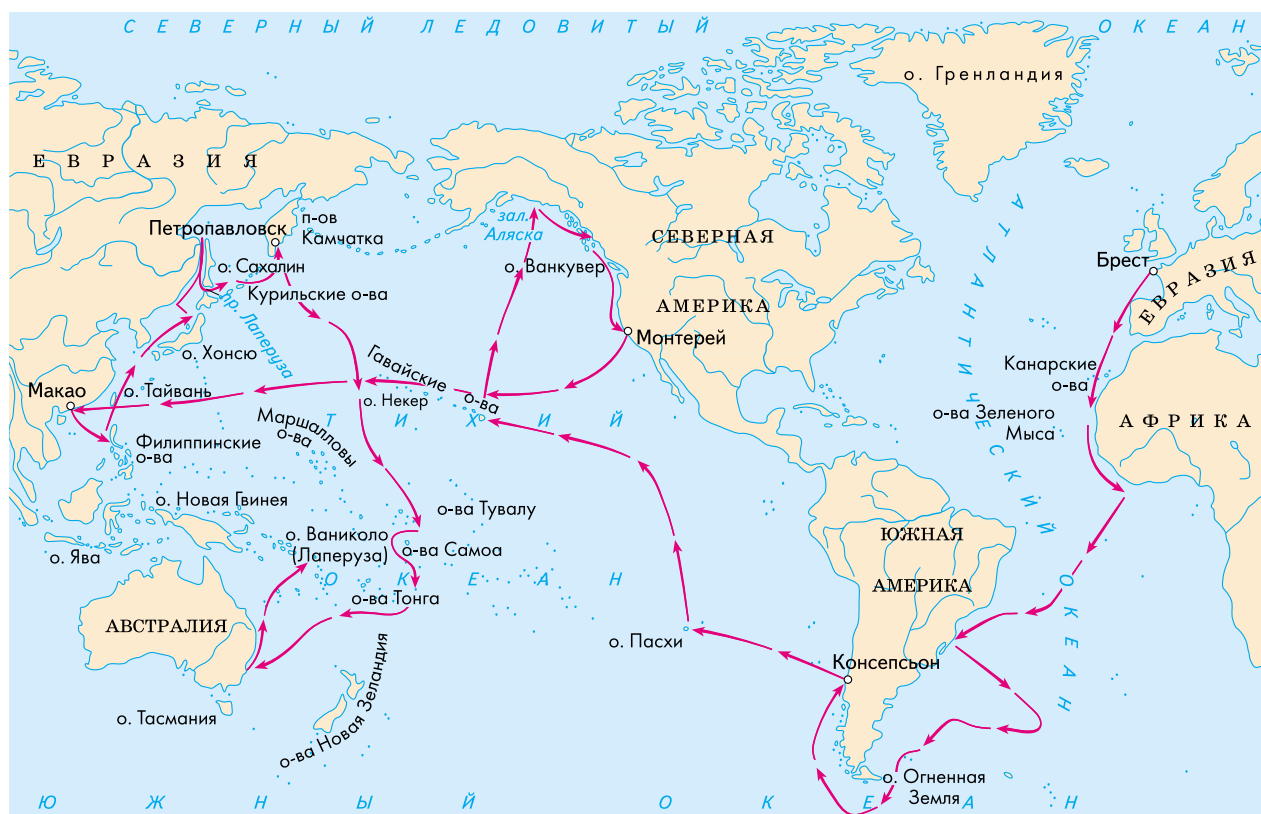 СЕВЕРНЫЙ ЛЕДОВИТЫЙ ОКЕАН
о. Гренландия
ЕВРАЗИЯ
п-ов
Камчатка
Петропавловск
зал.
Аляска
СЕВЕРНАЯ
АМЕРИКА
о. Ванкувер
о. Сахалин
Курильские о-ва
пр. Лаперуза
Монтерей
АТЛАНТИЧЕСКИЙ ОКЕАН
Брест
ЕВРАЗИЯ
о. Хонсю
Гавайские
о-ва
Канарские
о-ва
Макао
о. Тайвань
о. Некер
о-ва Зеленого
Мыса
АФРИКА
ТИХИЙ
Маршалловы
о-ва
Филиппинские
о-ва
о. Новая Гвинея
о-ва Тувалу
о. Ваниколо
(Лаперуза)
о-ва Самоа
ЮЖНАЯ
АМЕРИКА
о. Ява
ОКЕАН
о-ва Тонга
АВСТРАЛИЯ
о. Пасхи
Консепсьон
о. Тасмания
о-ва Новая Зеландия
о. Огненная
Земля
ЮЖНЫЙ ОКЕАН